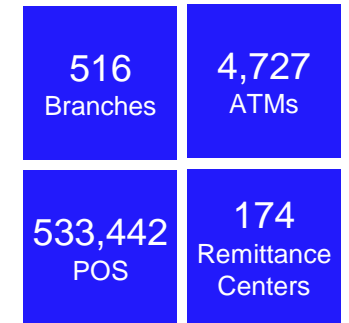 516
Branches
4,727
ATMs
533,442
POS
174
Remittance
Centers